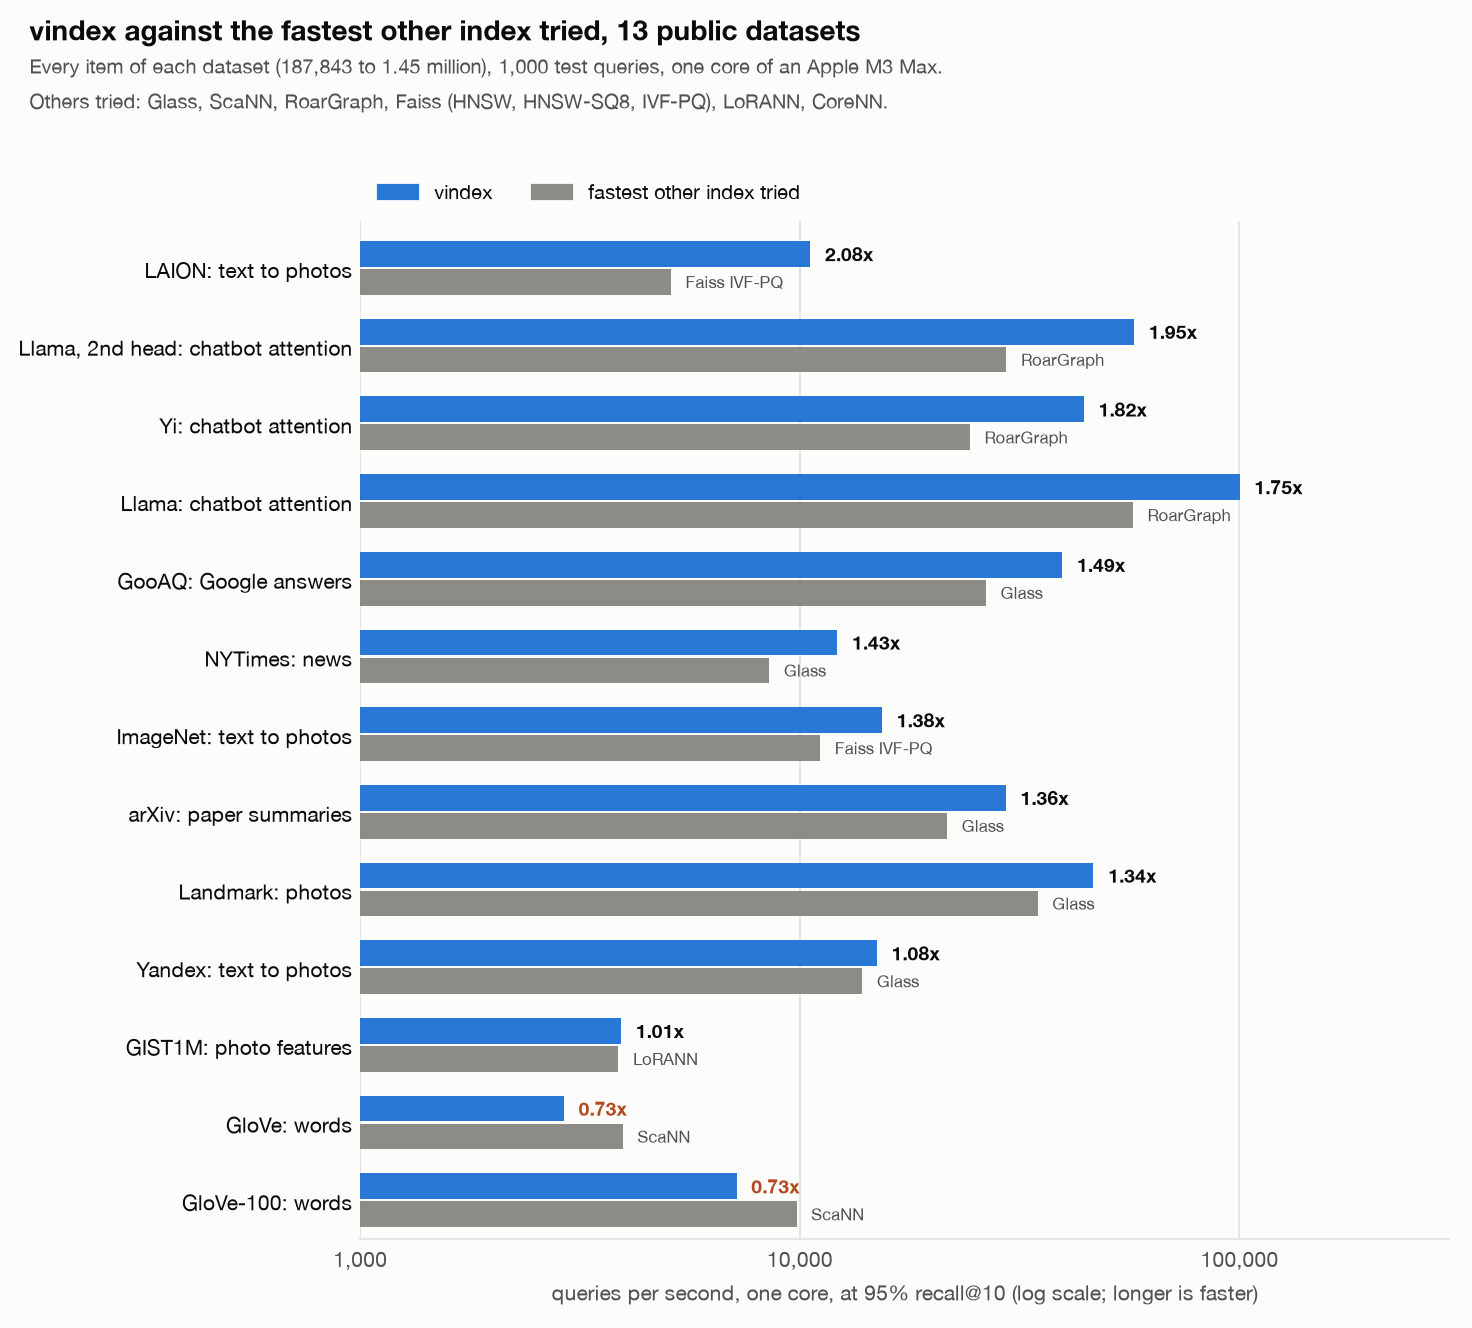 vindex against the fastest other index tried, 13 public datasets
Every item of each dataset (187,843 to 1.45 million), 1,000 test queries, one core of an Apple M3 Max.
Others tried: Glass, ScaNN, RoarGraph, Faiss (HNSW, HNSW-SQ8, IVF-PQ), LoRANN, CoreNN.
vindex
fastest other index tried
LAION: text to photos
2.08x
Faiss IVF-PQ
Llama, 2nd head: chatbot attention
1.95x
RoarGraph
Yi: chatbot attention
1.82x
RoarGraph
Llama: chatbot attention
1.75x
RoarGraph
GooAQ: Google answers
1.49x
Glass
NYTimes: news
1.43x
Glass
ImageNet: text to photos
1.38x
Faiss IVF-PQ
arXiv: paper summaries
1.36x
Glass
Landmark: photos
1.34x
Glass
Yandex: text to photos
1.08x
Glass
GIST1M: photo features
1.01x
LoRANN
GloVe: words
0.73x
ScaNN
GloVe-100: words
0.73x
ScaNN
1,000
10,000
100,000
queries per second, one core, at 95% recall@10 (log scale; longer is faster)